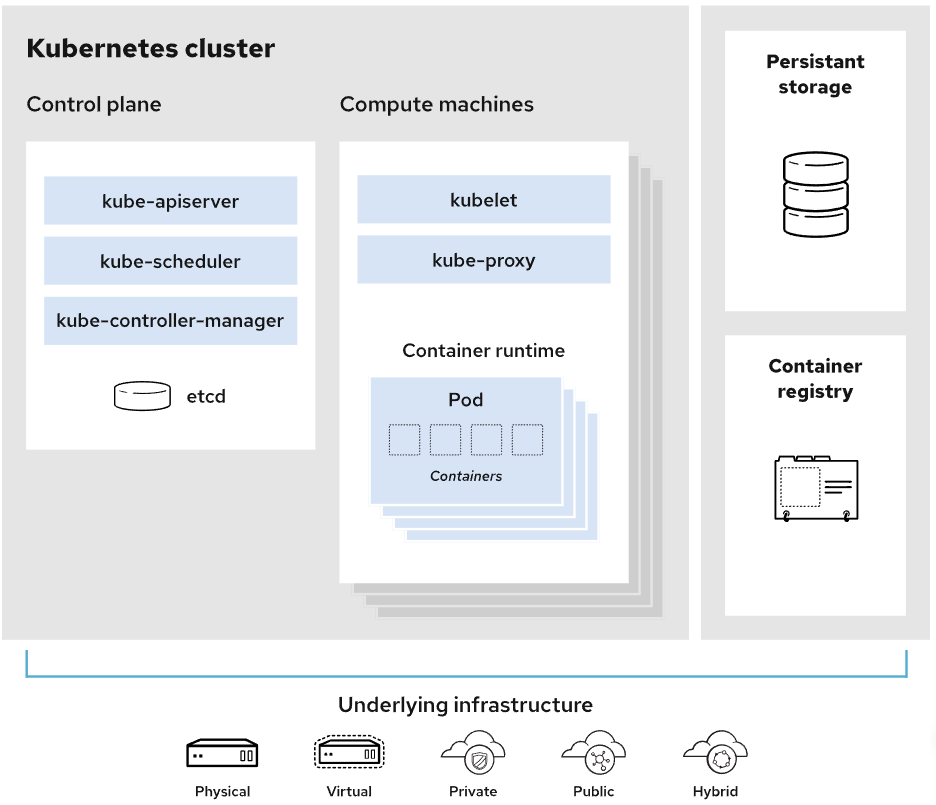 Kubernetes cluster
Control plane
kube-apiserver
kube-scheduler
kube-controller-manager
etcd
Compute machines
kubelet
kube-proxy
Container runtime
Pod
Containers
Persistant
storage
Container
registry
Underlying infrastructure
Physical
Virtual
Private
Public
Hybrid